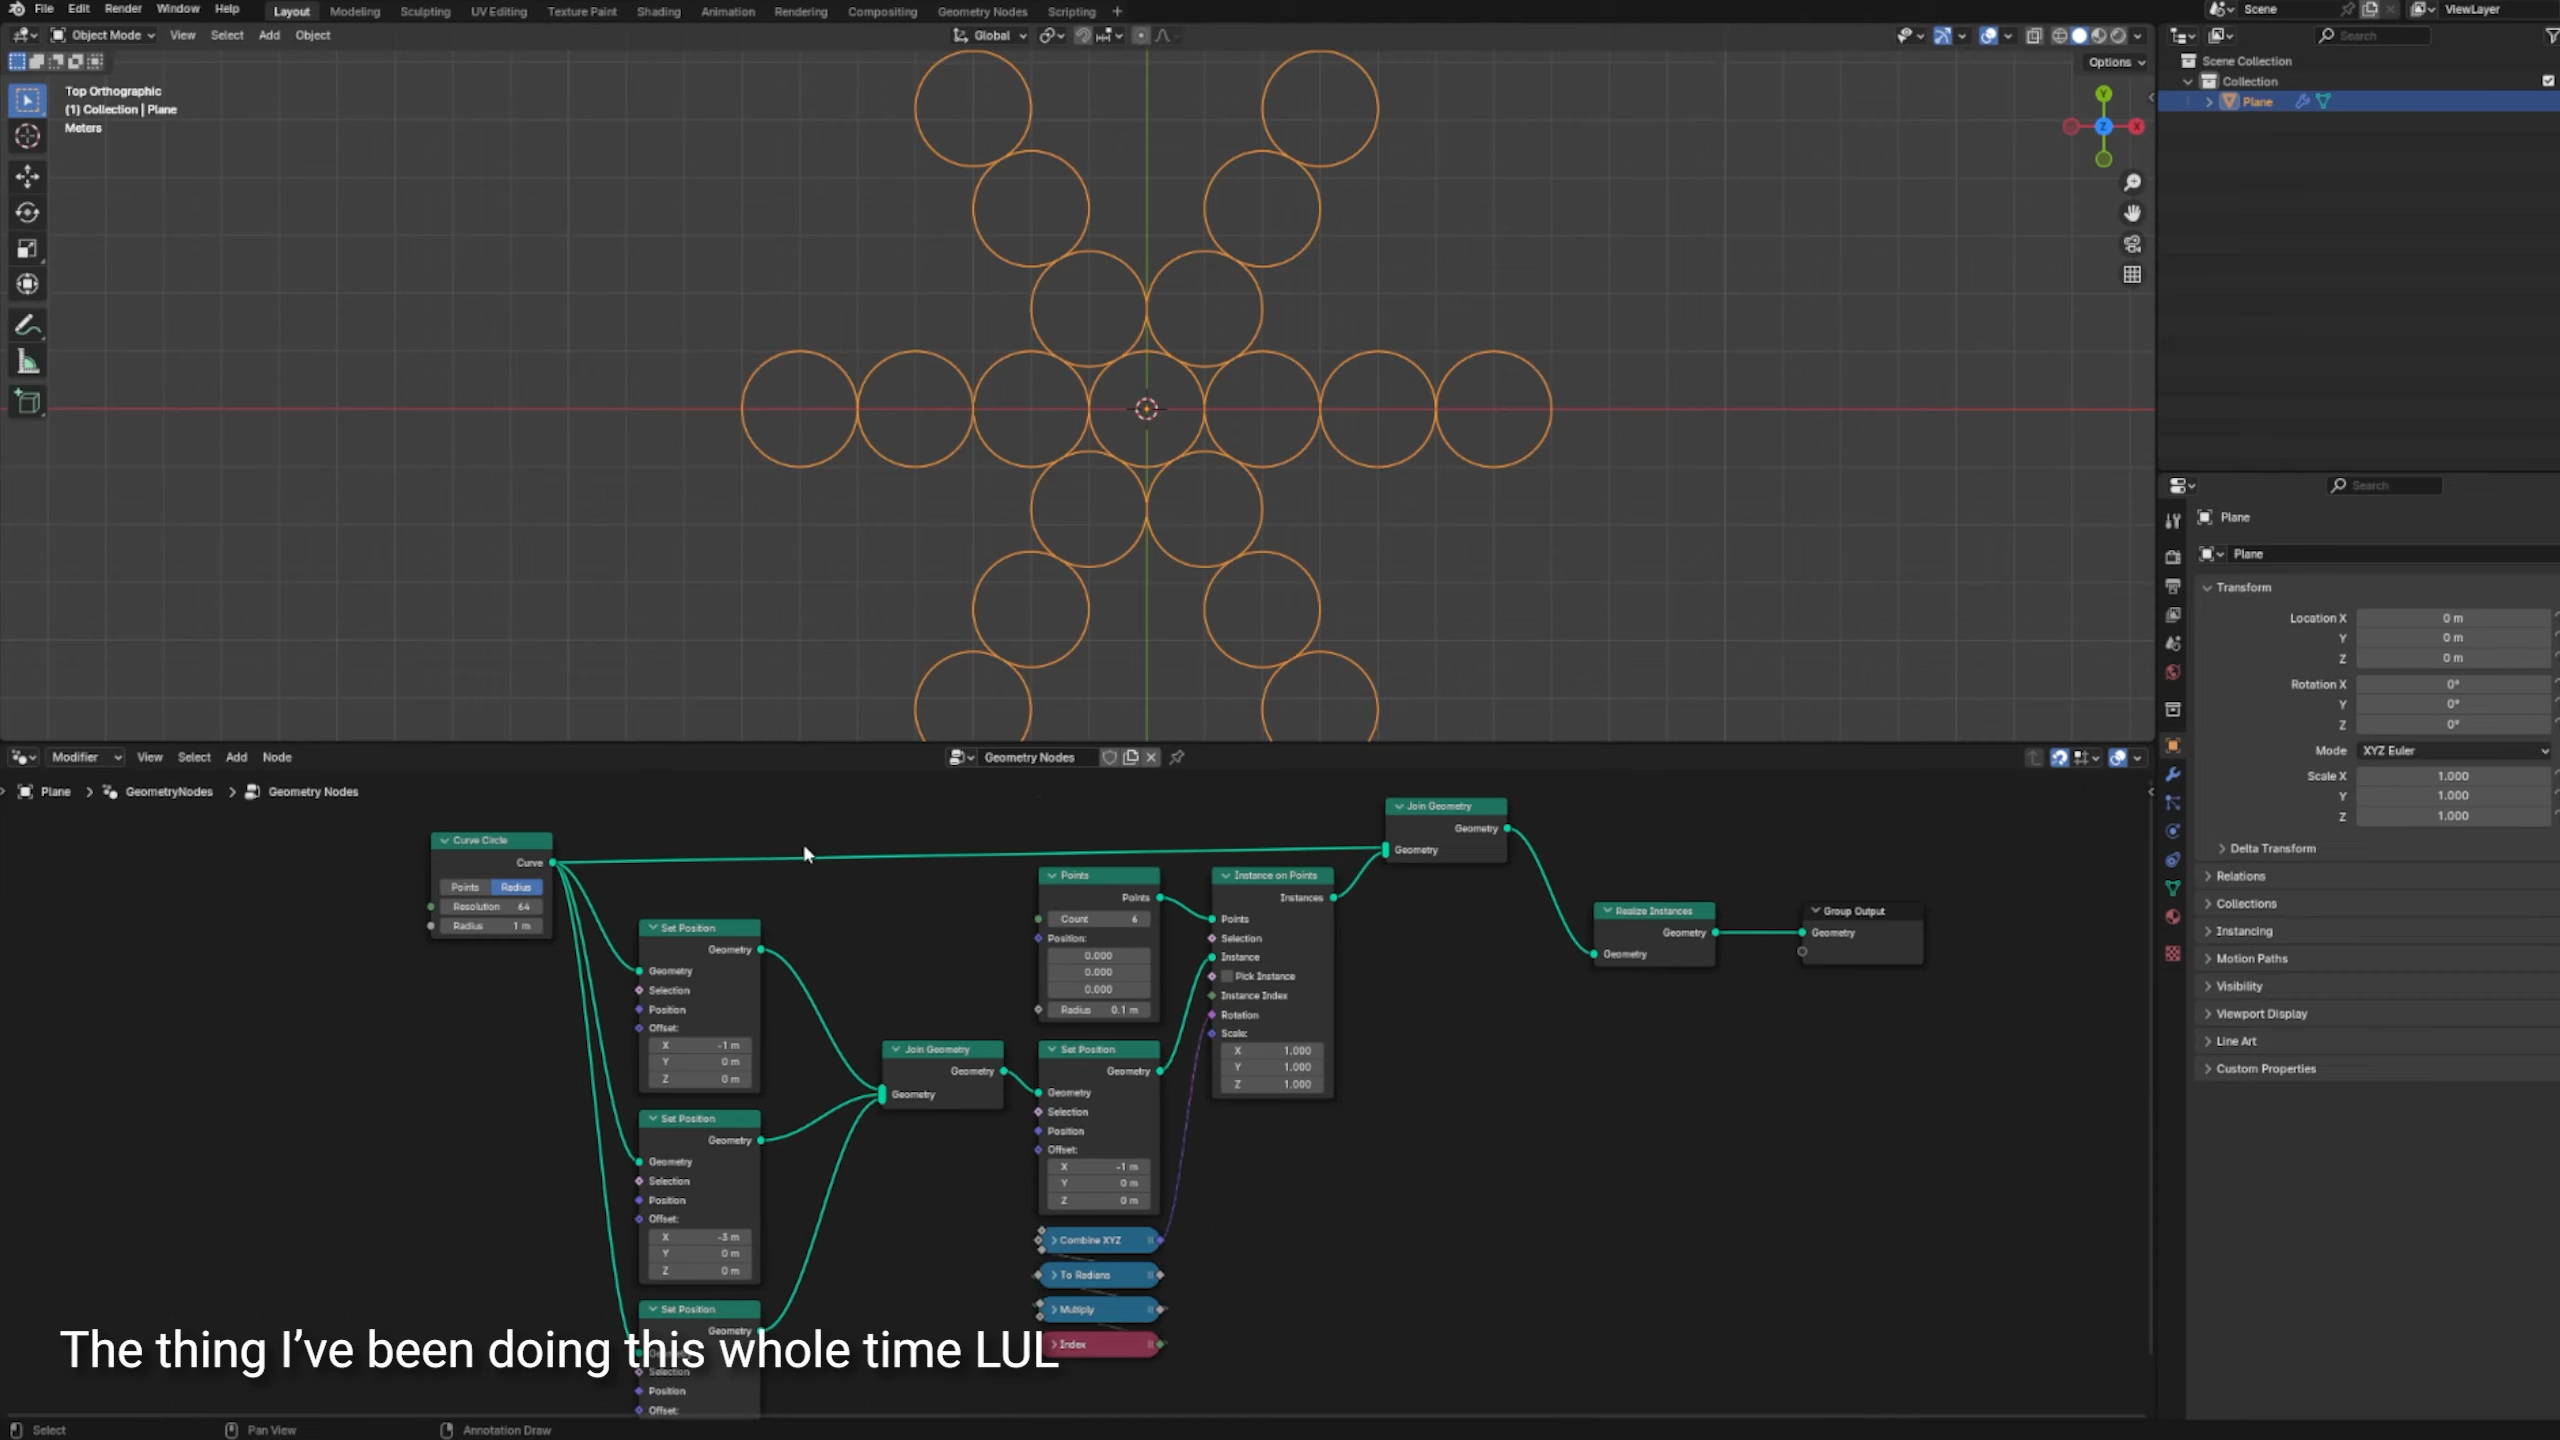 File Edit Render Window Help Layout Modeling Sculpting UV Editing Texture Paint Shading Animation Rendering Compositing Geometry Nodes Scripting + Scene ViewLayer
Object Mode View Select Add Object Global Search
Options
Top Orthographic
(1) Collection | Plane
Meters
Y
X
Z
Scene Collection
Collection
Plane
Search
Plane
Plane
Transform
Location X 0 m
Y 0 m
Z 0 m
Rotation X 0°
Y 0°
Z 0°
Mode XYZ Euler
Scale X 1.000
Y 1.000
Z 1.000
Delta Transform
Relations
Collections
Instancing
Motion Paths
Visibility
Viewport Display
Line Art
Custom Properties
Modifier View Select Add Node Geometry Nodes
Plane GeometryNodes Geometry Nodes
Curve Circle
Curve
Points Radius
Resolution 64
Radius 1 m
Set Position
Geometry
Geometry
Selection
Position
Offset:
X -1 m
Y 0 m
Z 0 m
Set Position
Geometry
Geometry
Selection
Position
Offset:
X -3 m
Y 0 m
Z 0 m
Set Position
Geometry
Selection
Position
Offset:
Join Geometry
Geometry
Geometry
Points
Points
Count 6
Position:
0.000
0.000
0.000
Radius 0.1 m
Set Position
Geometry
Geometry
Selection
Position
Offset:
X -1 m
Y 0 m
Z 0 m
Combine XYZ
To Radians
Multiply
Index
Instance on Points
Instances
Points
Selection
Instance
Pick Instance
Instance Index
Rotation
Scale:
X 1.000
Y 1.000
Z 1.000
Join Geometry
Geometry
Geometry
Realize Instances
Geometry
Geometry
Group Output
Geometry
The thing I’ve been doing this whole time LUL
Select Pan View Annotation Draw